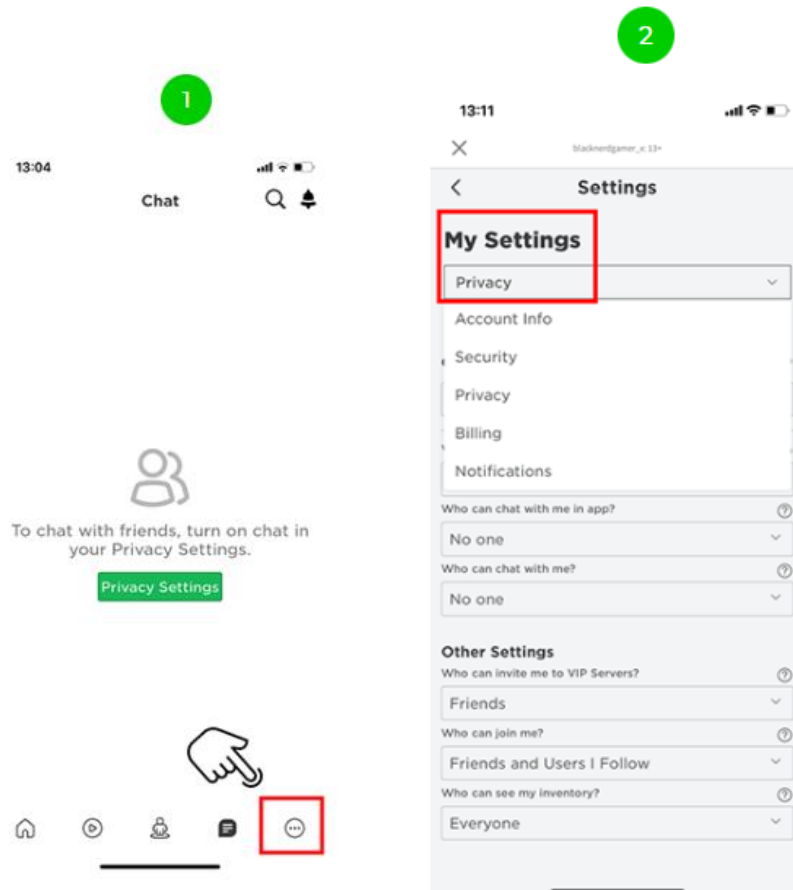 1
13:04
Chat
To chat with friends, turn on chat in
your Privacy Settings.
Privacy Settings
2
13:11
blacknerdgamer_x: 13+
Settings
My Settings
Privacy
Account Info
Security
Privacy
Billing
Notifications
Who can chat with me in app?
No one
Who can chat with me?
No one
Other Settings
Who can invite me to VIP Servers?
Friends
Who can join me?
Friends and Users I Follow
Who can see my inventory?
Everyone